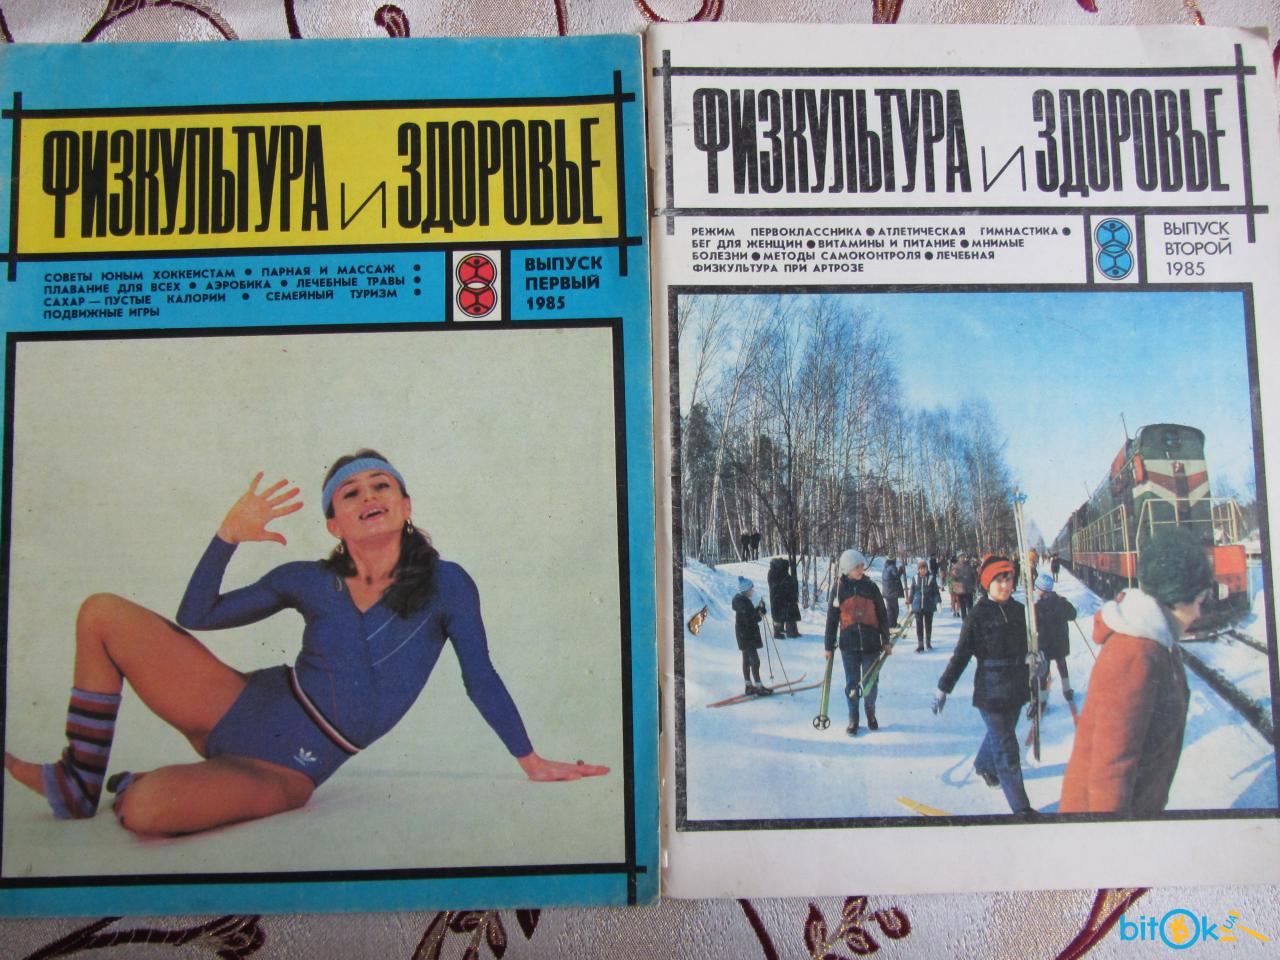 ФИЗКУЛЬТУРА И ЗДОРОВЬЕ
СОВЕТЫ ЮНЫМ ХОККЕИСТАМ • ПАРНАЯ И МАССАЖ •
ПЛАВАНИЕ ДЛЯ ВСЕХ • АЭРОБИКА • ЛЕЧЕБНЫЕ ТРАВЫ •
САХАР — ПУСТЫЕ КАЛОРИИ • СЕМЕЙНЫЙ ТУРИЗМ •
ПОДВИЖНЫЕ ИГРЫ
ВЫПУСК
ПЕРВЫЙ
1985
ФИЗКУЛЬТУРА И ЗДОРОВЬЕ
РЕЖИМ ПЕРВОКЛАССНИКА • АТЛЕТИЧЕСКАЯ ГИМНАСТИКА •
БЕГ ДЛЯ ЖЕНЩИН • ВИТАМИНЫ И ПИТАНИЕ • МНИМЫЕ
БОЛЕЗНИ • МЕТОДЫ САМОКОНТРОЛЯ • ЛЕЧЕБНАЯ
ФИЗКУЛЬТУРА ПРИ АРТРОЗЕ
ВЫПУСК
ВТОРОЙ
1985
bitOk